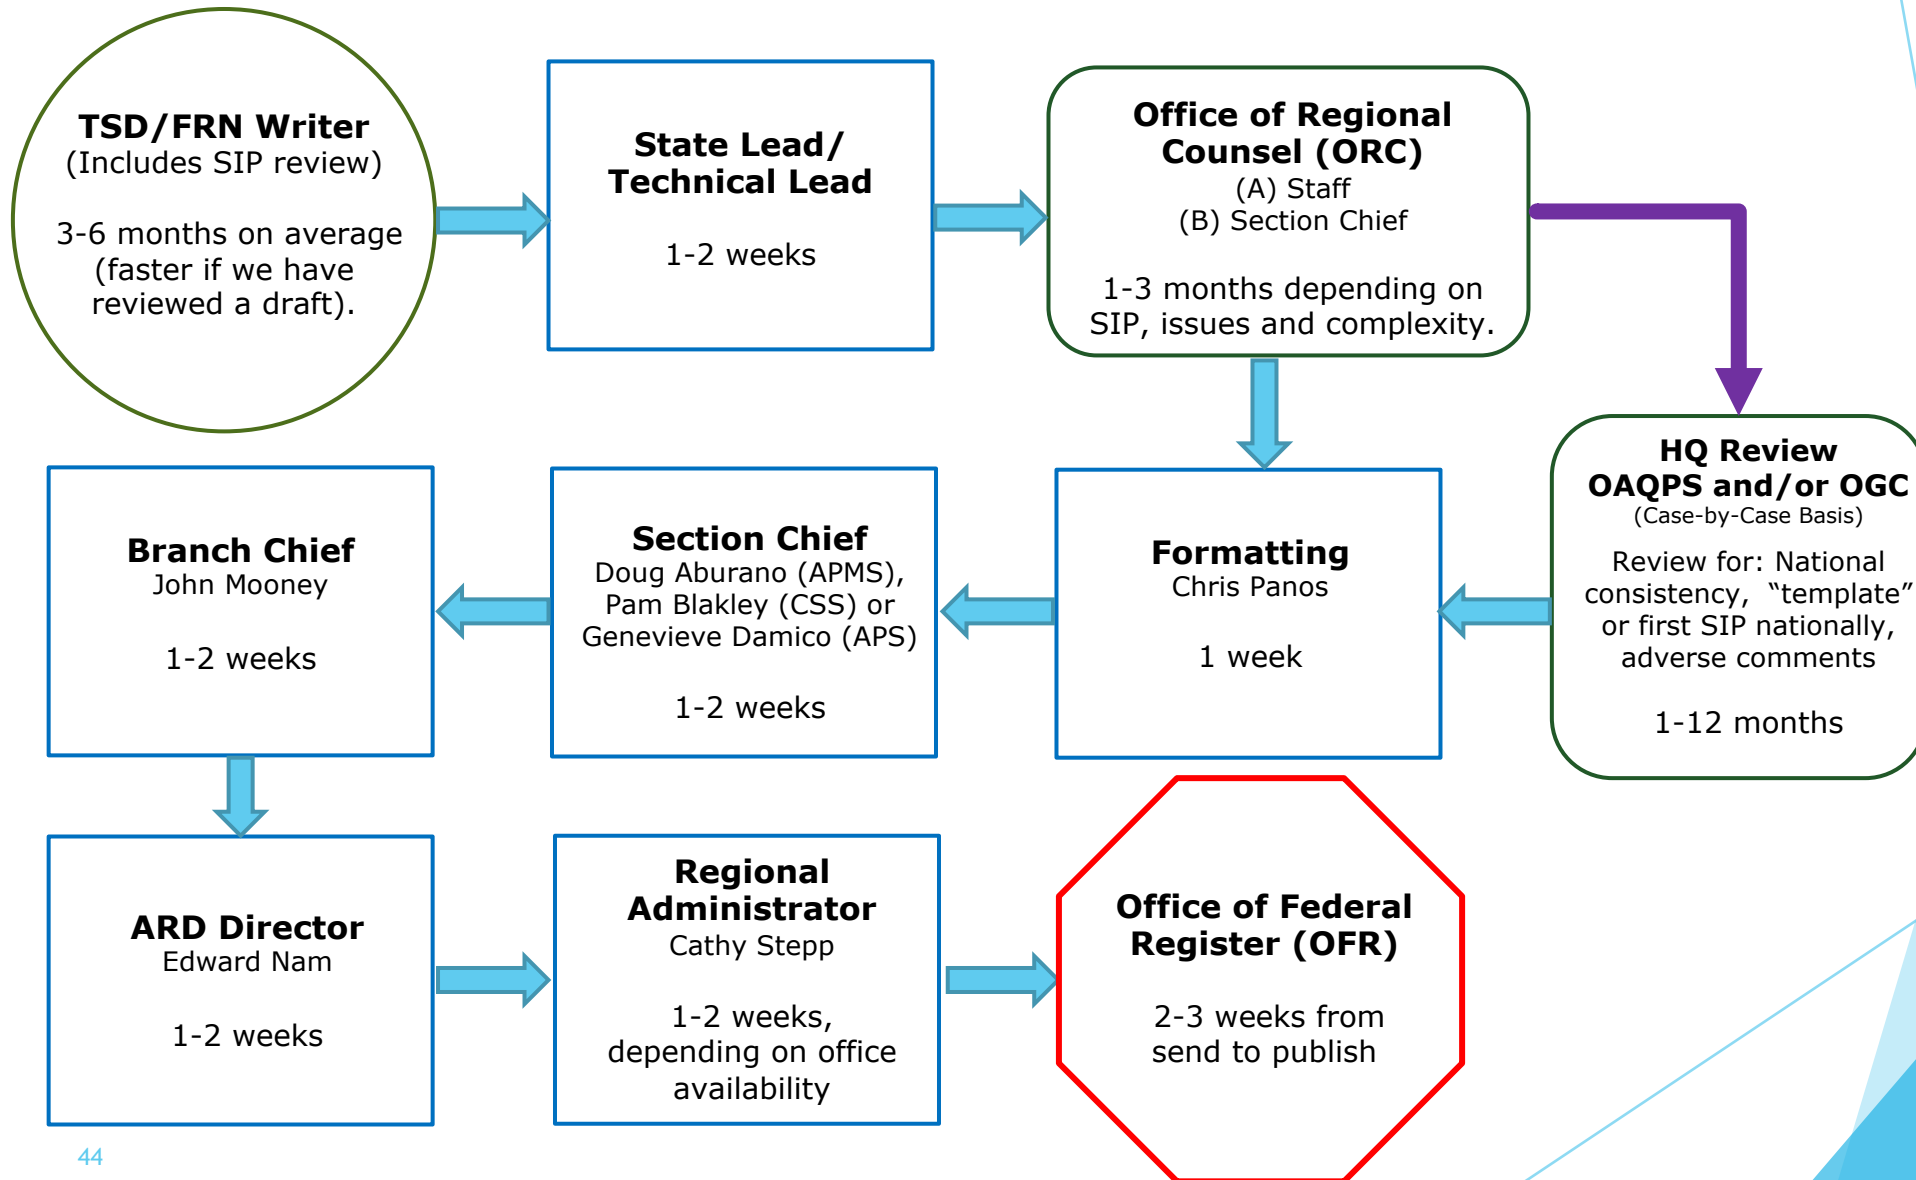 TSD/FRN Writer
(Includes SIP review)
3-6 months on average
(faster if we have
reviewed a draft).
State Lead/
Technical Lead
1-2 weeks
Office of Regional
Counsel (ORC)
(A) Staff
(B) Section Chief
1-3 months depending on
SIP, issues and complexity.
HQ Review
OAQPS and/or OGC
(Case-by-Case Basis)
Review for: National
consistency, “template”
or first SIP nationally,
adverse comments
1-12 months
Formatting
Chris Panos
1 week
Section Chief
Doug Aburano (APMS),
Pam Blakley (CSS) or
Genevieve Damico (APS)
1-2 weeks
Branch Chief
John Mooney
1-2 weeks
ARD Director
Edward Nam
1-2 weeks
Regional
Administrator
Cathy Stepp
1-2 weeks,
depending on office
availability
Office of Federal
Register (OFR)
2-3 weeks from
send to publish
44